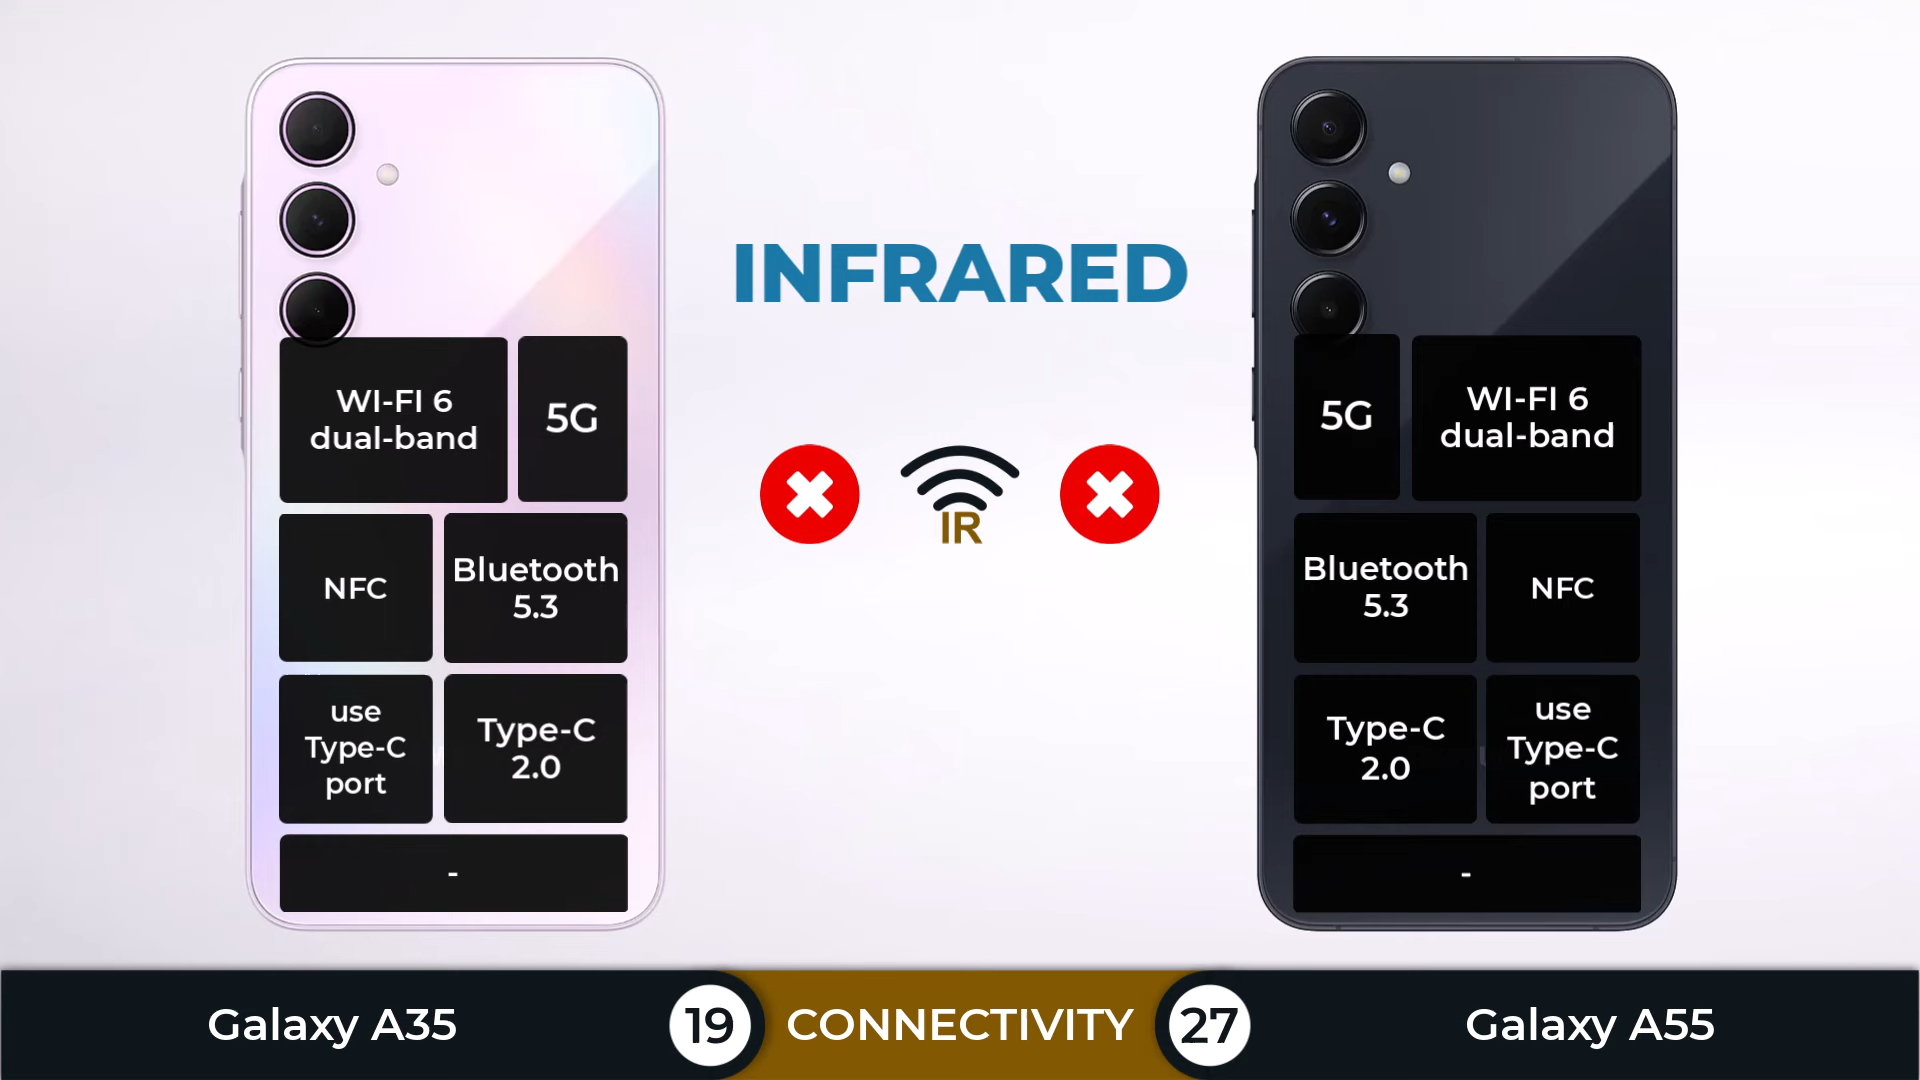 INFRARED
IR
WI-FI 6
dual-band
5G
NFC
Bluetooth
5.3
use
Type-C
port
Type-C
2.0
-
5G
WI-FI 6
dual-band
Bluetooth
5.3
NFC
Type-C
2.0
use
Type-C
port
-
Galaxy A35
19
CONNECTIVITY
27
Galaxy A55